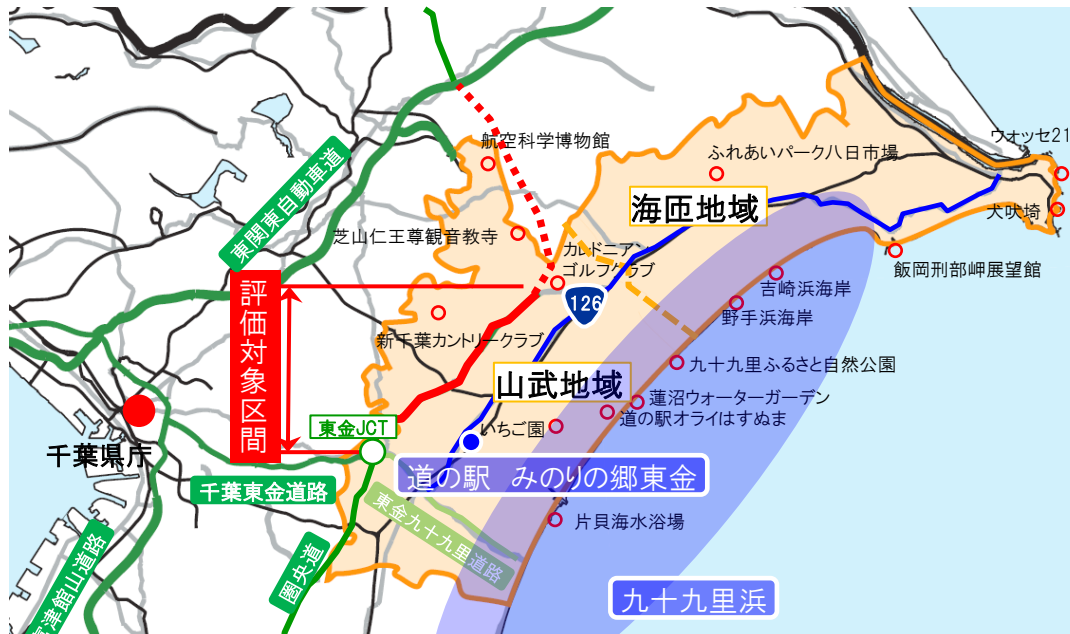 航空科学博物館
ウォッセ21
ふれあいパーク八日市場
東関東自動車道
海匝地域
犬吠埼
芝山仁王尊観音教寺
カレドニアン
ゴルフクラブ
飯岡刑部岬展望館
評価対象区間
126
吉崎浜海岸
野手浜海岸
新千葉カントリークラブ
九十九里ふるさと自然公園
山武地域
蓮沼ウォーターガーデン
道の駅オライはすぬま
東金JCT
いちご園
千葉県庁
道の駅 みのりの郷東金
千葉東金道路
東金九十九里道路
片貝海水浴場
圏央道
富津館山道路
九十九里浜